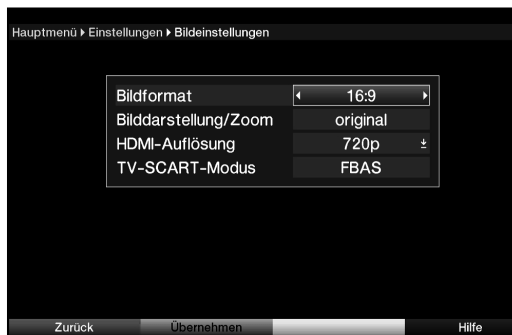 Hauptmenü ▸ Einstellungen ▸ Bildeinstellungen
Bildformat 16:9
Bilddarstellung/Zoom original
HDMI-Auflösung 720p
TV-SCART-Modus FBAS
Zurück Übernehmen Hilfe